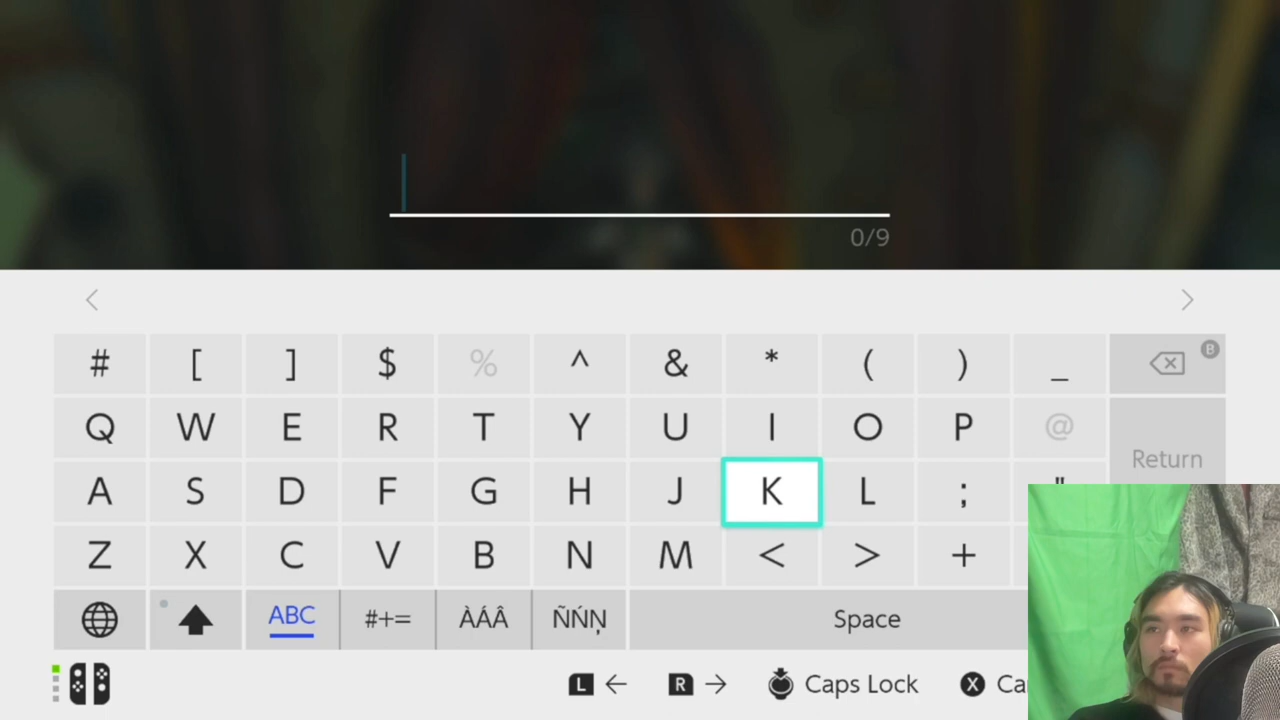 0/9
# [ ] $ % ^ & * ( ) _ B
Q W E R T Y U I O P @ Return
A S D F G H J K L ; "
Z X C V B N M < > +
ABC #+= ÀÁÂ ÑŃŅ Space
L ← R → Caps Lock X